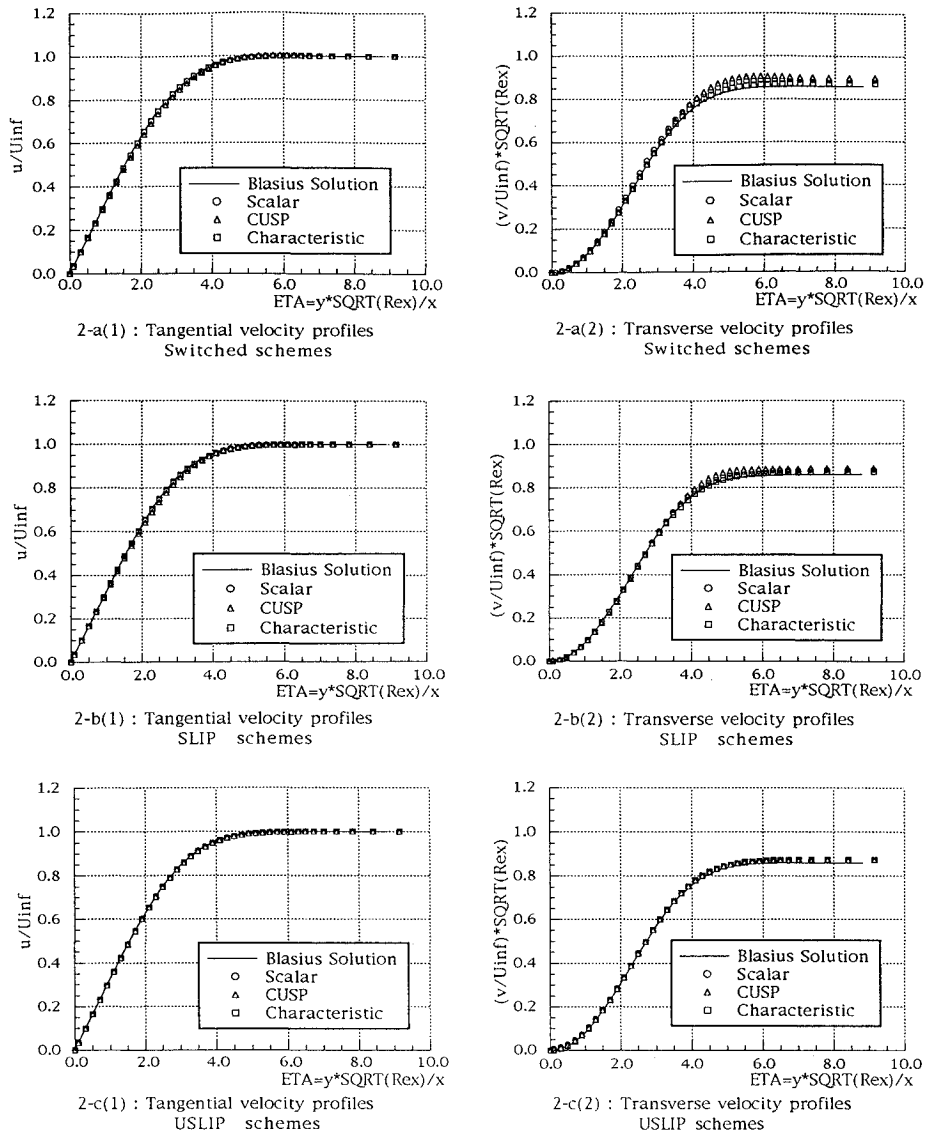 1.2
1.0
0.8
0.6
0.4
0.2
0.0
u/Uinf
Blasius Solution
Scalar
CUSP
Characteristic
0.0 2.0 4.0 6.0 8.0 10.0
ETA=y*SQRT(Rex)/x
2-a(1) : Tangential velocity profiles
Switched schemes
1.2
1.0
0.8
0.6
0.4
0.2
0.0
(v/Uinf)*SQRT(Rex)
Blasius Solution
Scalar
CUSP
Characteristic
0.0 2.0 4.0 6.0 8.0 10.0
ETA=y*SQRT(Rex)/x
2-a(2) : Transverse velocity profiles
Switched schemes
1.2
1.0
0.8
0.6
0.4
0.2
0.0
u/Uinf
Blasius Solution
Scalar
CUSP
Characteristic
0.0 2.0 4.0 6.0 8.0 10.0
ETA=y*SQRT(Rex)/x
2-b(1) : Tangential velocity profiles
SLIP schemes
1.2
1.0
0.8
0.6
0.4
0.2
0.0
(v/Uinf)*SQRT(Rex)
Blasius Solution
Scalar
CUSP
Characteristic
0.0 2.0 4.0 6.0 8.0 10.0
ETA=y*SQRT(Rex)/x
2-b(2) : Transverse velocity profiles
SLIP schemes
1.2
1.0
0.8
0.6
0.4
0.2
0.0
u/Uinf
Blasius Solution
Scalar
CUSP
Characteristic
0.0 2.0 4.0 6.0 8.0 10.0
ETA=y*SQRT(Rex)/x
2-c(1) : Tangential velocity profiles
USLIP schemes
1.2
1.0
0.8
0.6
0.4
0.2
0.0
(v/Uinf)*SQRT(Rex)
Blasius Solution
Scalar
CUSP
Characteristic
0.0 2.0 4.0 6.0 8.0 10.0
ETA=y*SQRT(Rex)/x
2-c(2) : Transverse velocity profiles
USLIP schemes